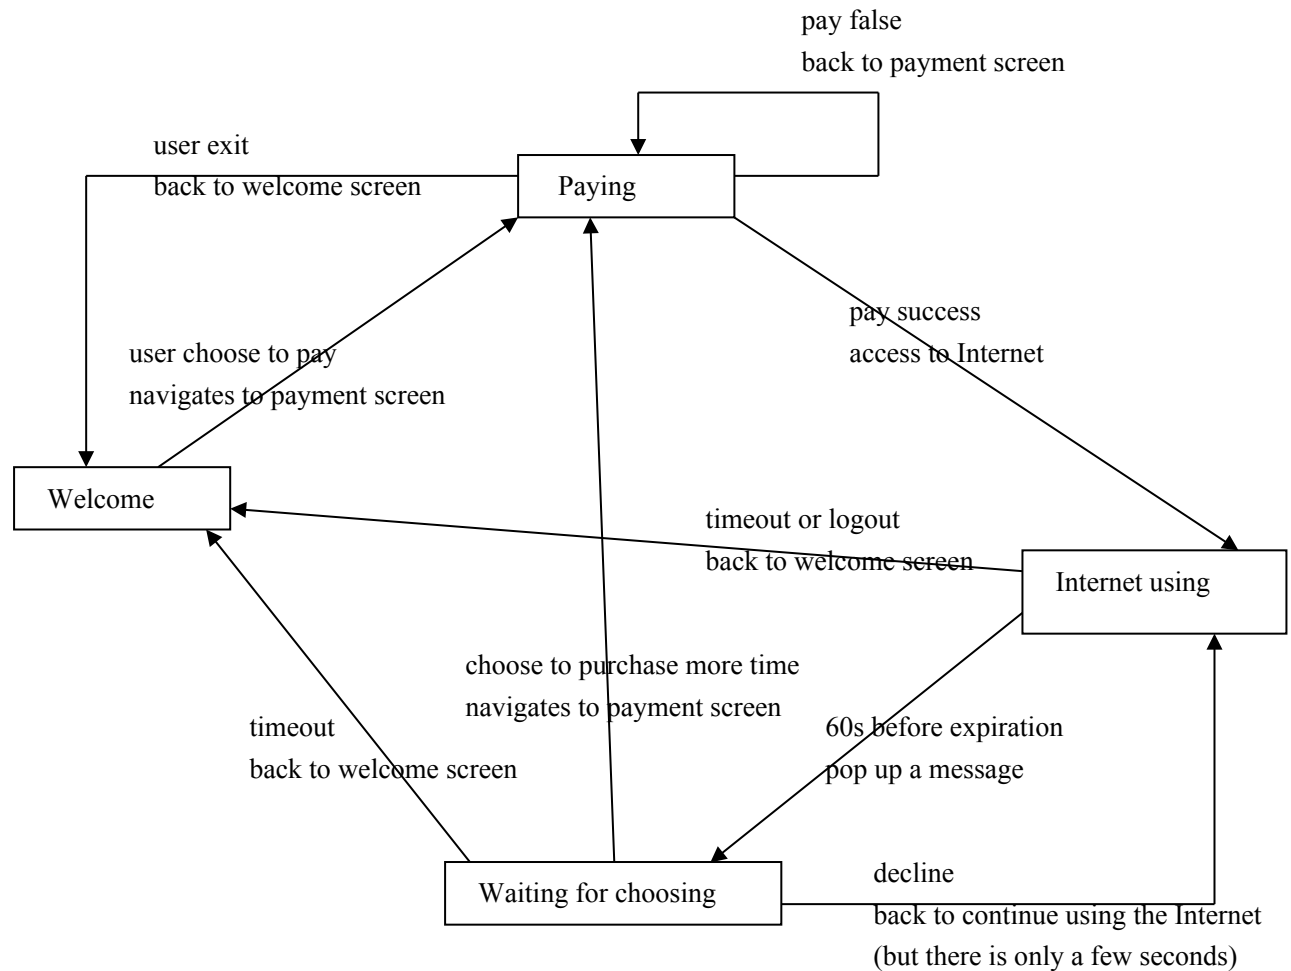 pay false
back to payment screen
user exit
back to welcome screen
Paying
pay success
access to Internet
user choose to pay
navigates to payment screen
Welcome
timeout or logout
back to welcome screen
Internet using
choose to purchase more time
navigates to payment screen
timeout
back to welcome screen
60s before expiration
pop up a message
Waiting for choosing
decline
back to continue using the Internet
(but there is only a few seconds)